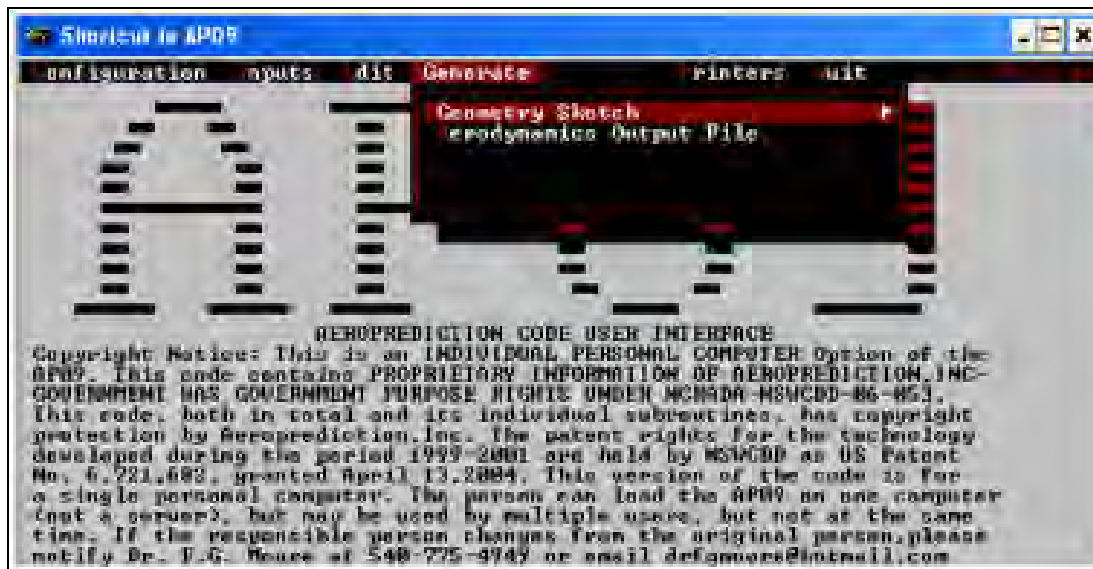 Shortcut to AP09
onfiguration nputs dit Generate rinters uit
Geometry Sketch
erodynamics Output File
AEROPREDICTION CODE USER INTERFACE
Copyright Notice: This is an INDIVIDUAL PERSONAL COMPUTER Option of the
AP09. This code contains PROPRIETARY INFORMATION OF AEROPREDICTION,INC-
GOVERNMENT HAS GOVERNMENT PURPOSE RIGHTS UNDER NCRADA-NSWCDD-06-053.
This code, both in total and its individual subroutines, has copyright
protection by Aeroprediction,Inc. The patent rights for the technology
developed during the period 1999-2001 are held by NSWCDD as US Patent
No. 6,721,682, granted April 13,2004. This version of the code is for
a single personal computer. The person can load the AP09 on one computer
(not a server), but may be used by multiple users, but not at the same
time. If the responsible person changes from the original person,please
notify Dr. F.G. Moore at 540-775-4949 or email drfgmoore@hotmail.com